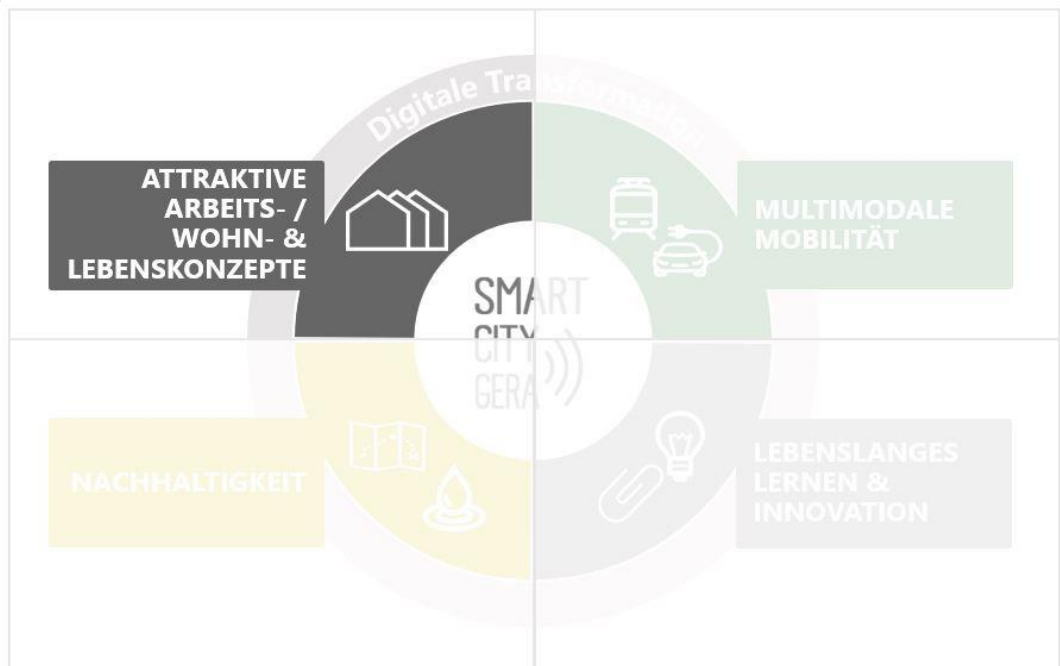 Digitale Transformation
ATTRAKTIVE
ARBEITS- /
WOHN- &
LEBENSKONZEPTE
MULTIMODALE
MOBILITÄT
SMART
CITY
GERA
NACHHALTIGKEIT
LEBENSLANGES
LERNEN &
INNOVATION